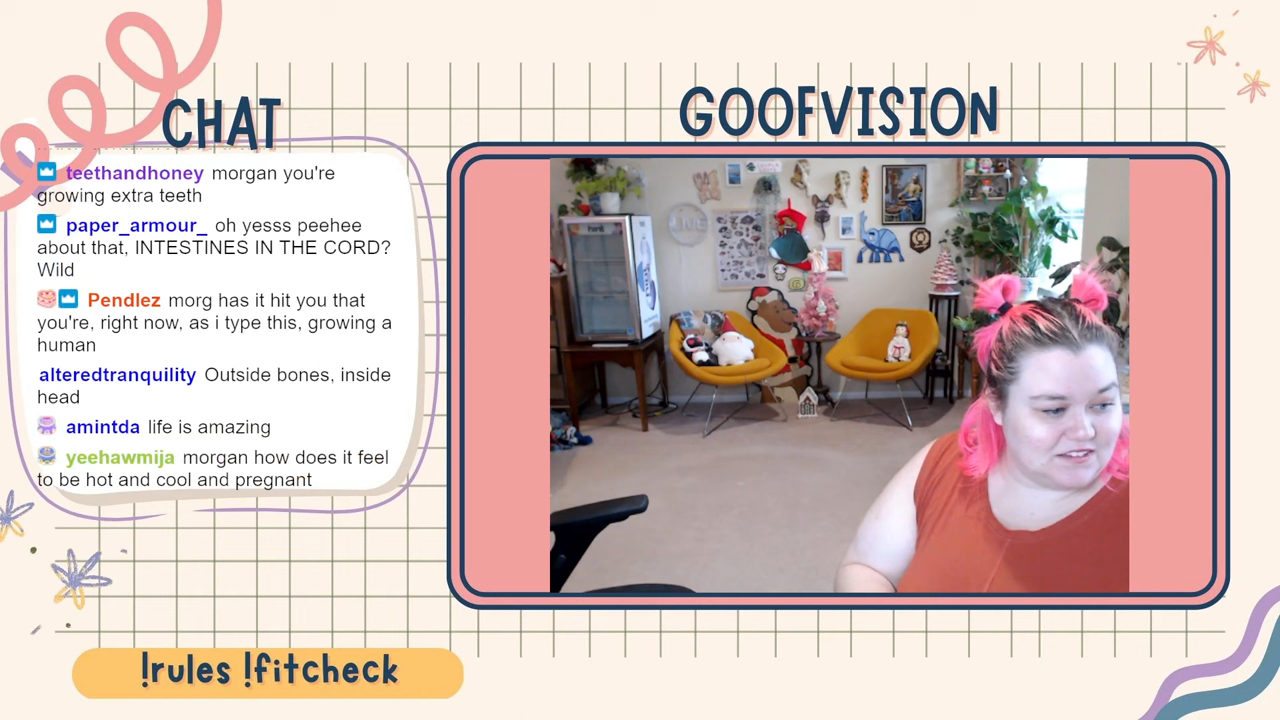 CHAT
GOOFVISION
teethandhoney morgan you're
growing extra teeth
paper_armour_ oh yesss peehee
about that, INTESTINES IN THE CORD?
Wild
Pendlez morg has it hit you that
you're, right now, as i type this, growing a
human
alteredtranquility Outside bones, inside
head
amintda life is amazing
yeehawmija morgan how does it feel
to be hot and cool and pregnant
!rules !fitcheck